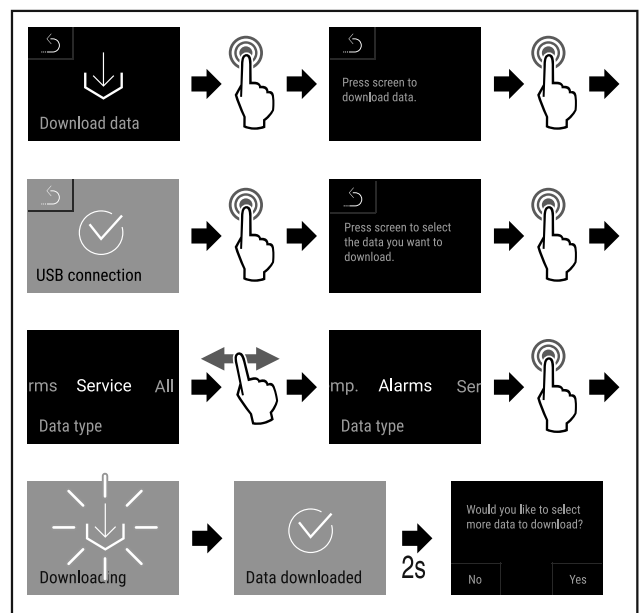 Download data
Press screen to
download data.
USB connection
Press screen to select
the data you want to
download.
rms Service All
Data type
mp. Alarms Ser
Data type
Downloading
Data downloaded
2s
Would you like to select
more data to download?
No Yes